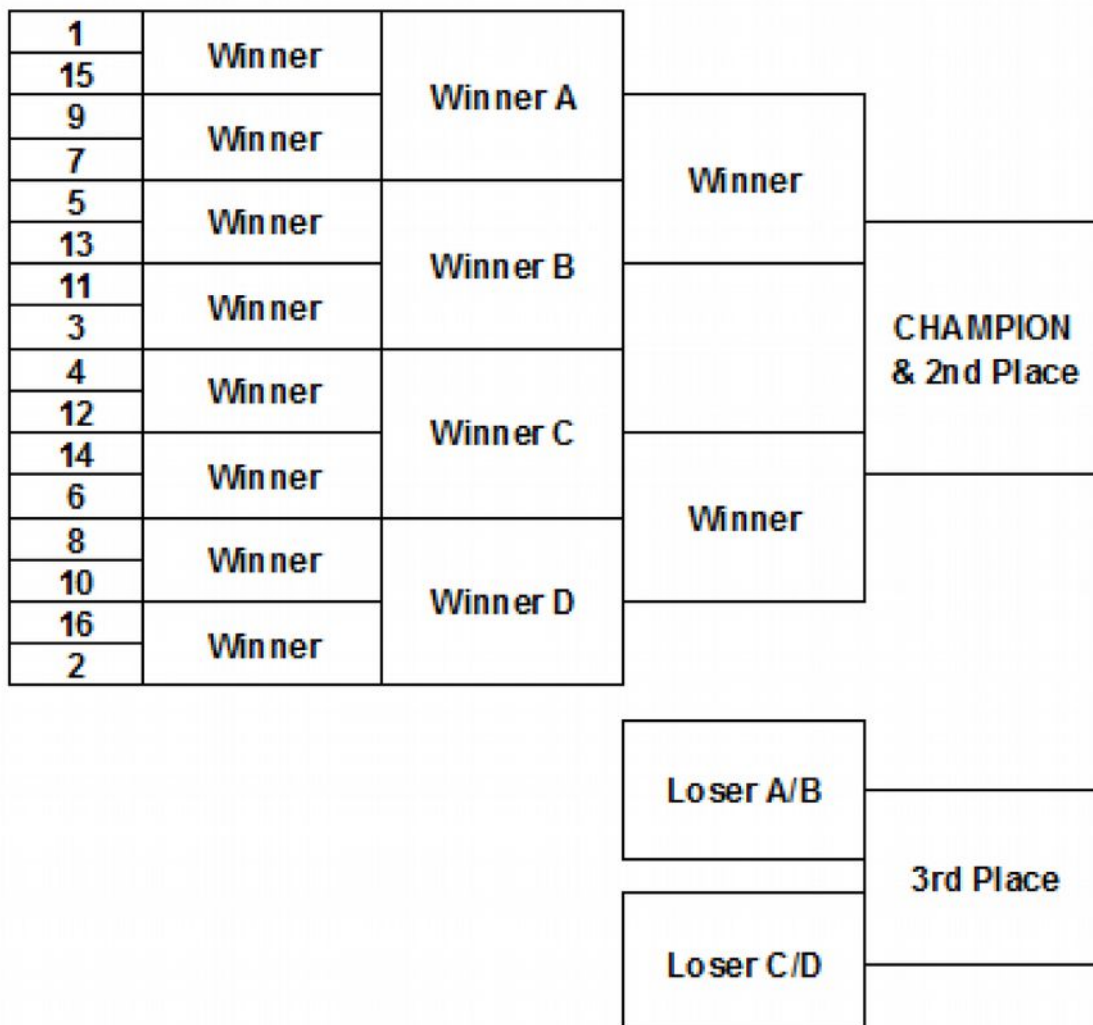 1
15
9
7
5
13
11
3
4
12
14
6
8
10
16
2
Winner
Winner
Winner
Winner
Winner
Winner
Winner
Winner
Winner A
Winner B
Winner C
Winner D
Winner
Winner
CHAMPION
& 2nd Place
Loser A/B
Loser C/D
3rd Place